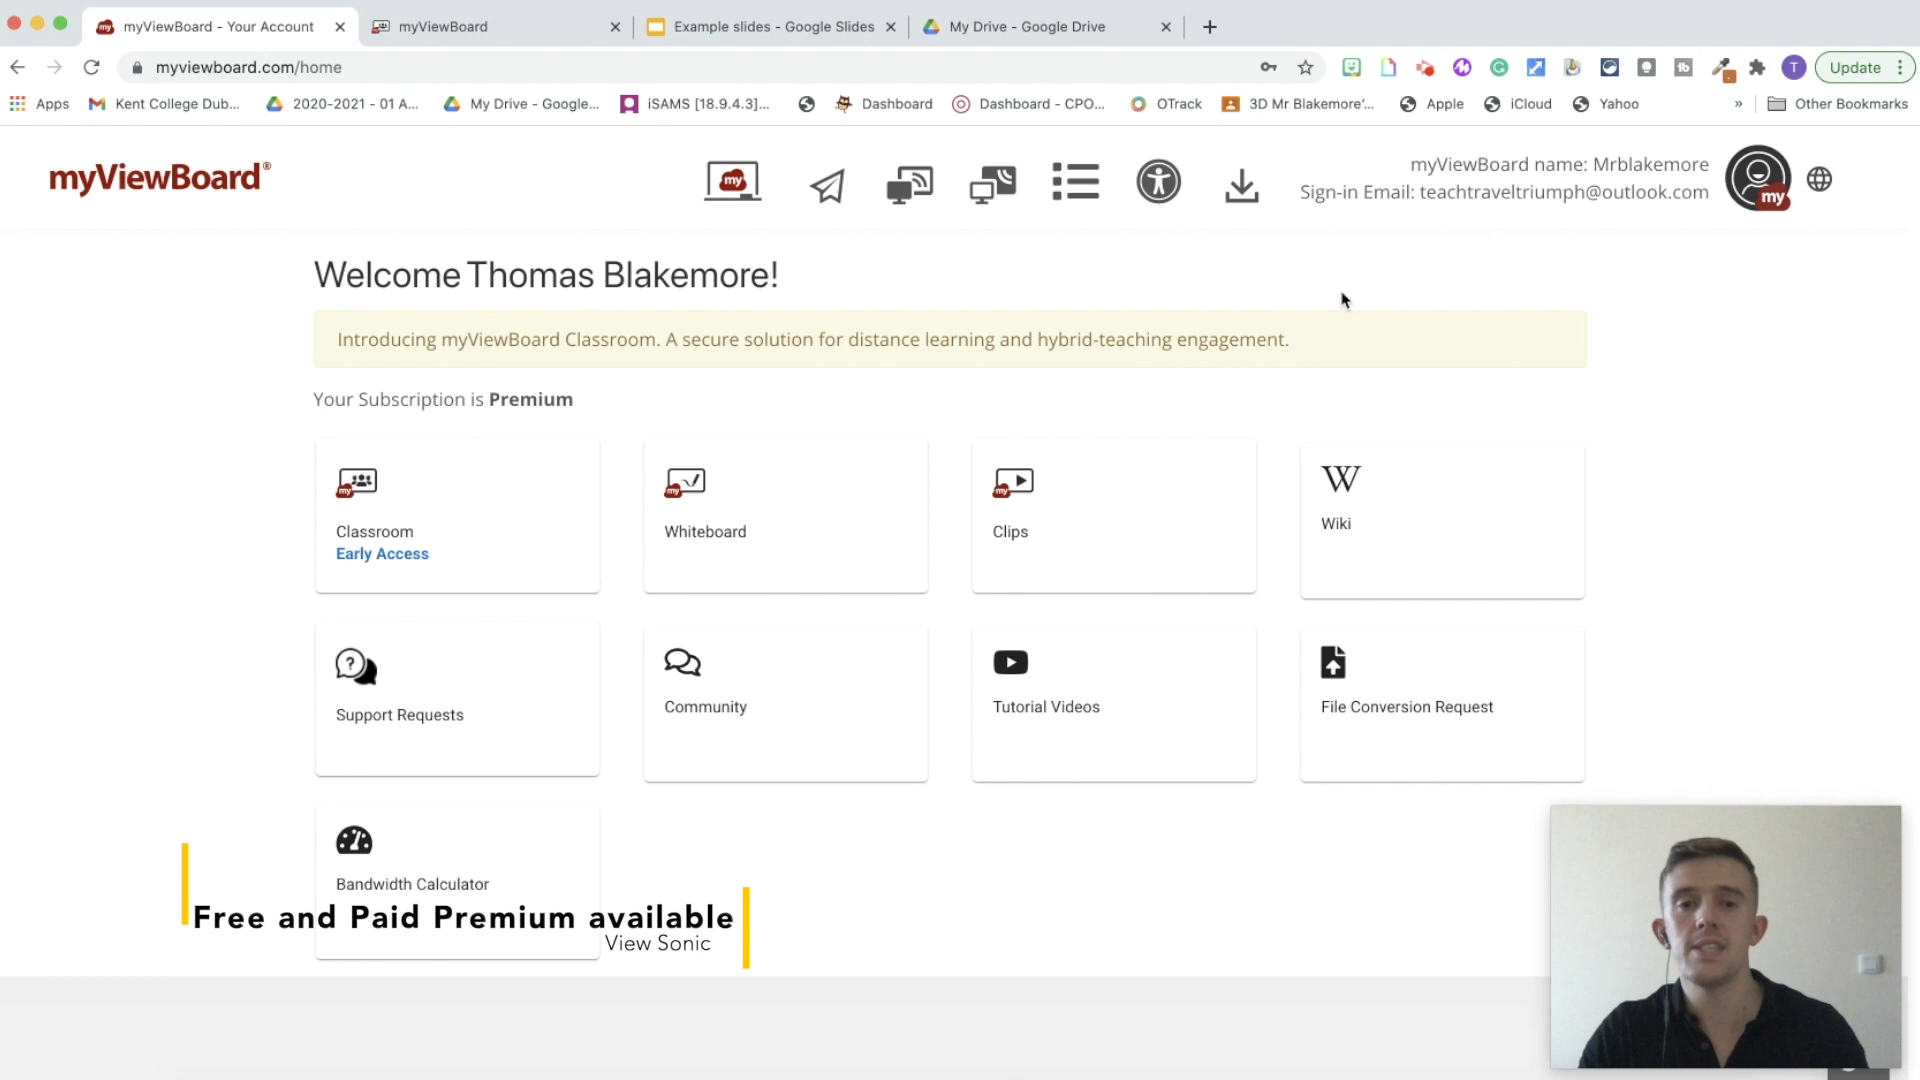 myViewBoard - Your Account
myViewBoard
Example slides - Google Slides
My Drive - Google Drive
myviewboard.com/home
T
Update
Apps
Kent College Dub...
2020-2021 - 01 A...
My Drive - Google...
iSAMS [18.9.4.3]...
Dashboard
Dashboard - CPO...
OTrack
3D Mr Blakemore'...
Apple
iCloud
Yahoo
»
Other Bookmarks
myViewBoard®
my
myViewBoard name: Mrblakemore
Sign-in Email: teachtraveltriumph@outlook.com
my
Welcome Thomas Blakemore!
Introducing myViewBoard Classroom. A secure solution for distance learning and hybrid-teaching engagement.
Your Subscription is Premium
my
Classroom
Early Access
my
Whiteboard
my
Clips
W
Wiki
?
Support Requests
Community
Tutorial Videos
File Conversion Request
Bandwidth Calculator
Free and Paid Premium available
View Sonic